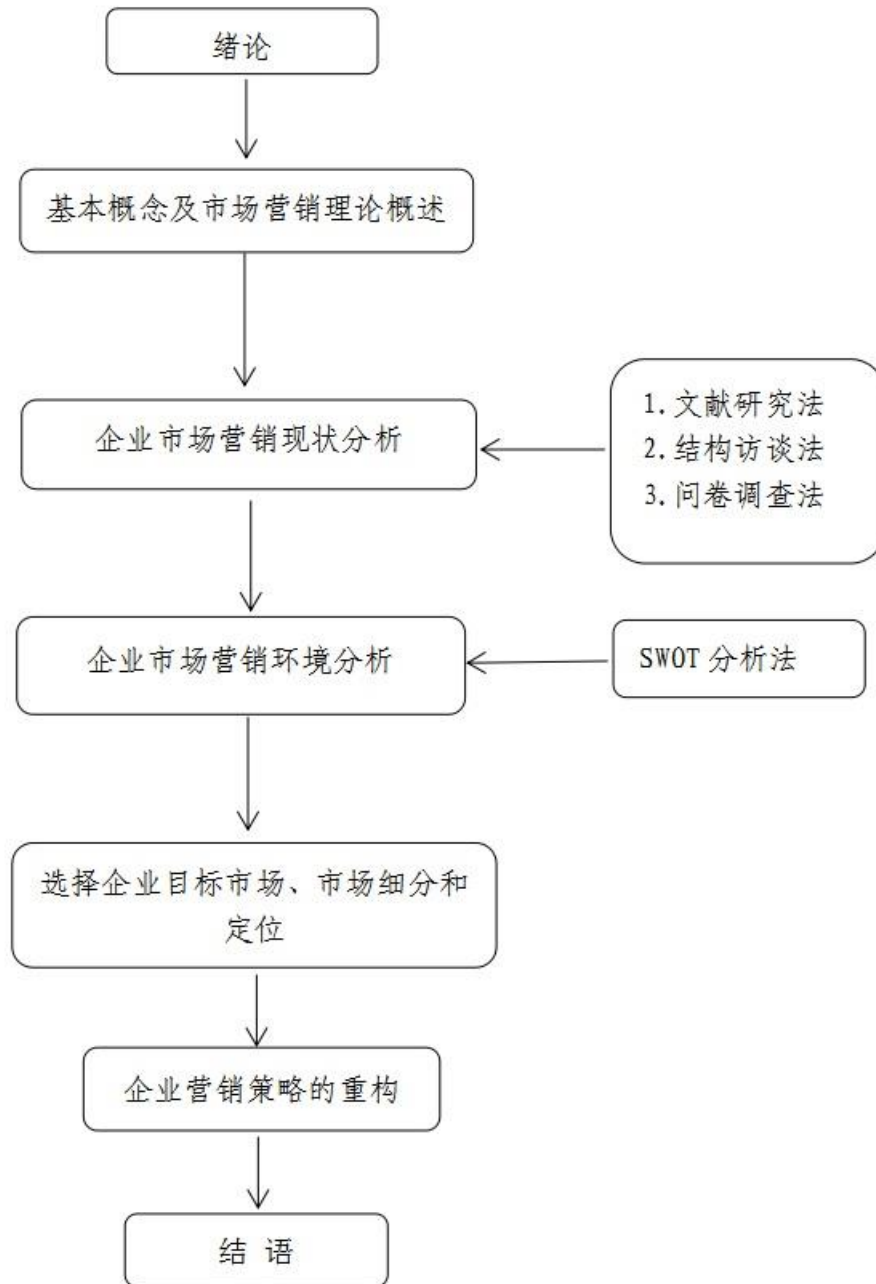 绪论
基本概念及市场营销理论概述
企业市场营销现状分析
1.文献研究法
2.结构访谈法
3.问卷调查法
企业市场营销环境分析
SWOT 分析法
选择企业目标市场、市场细分和
定位
企业营销策略的重构
结 语